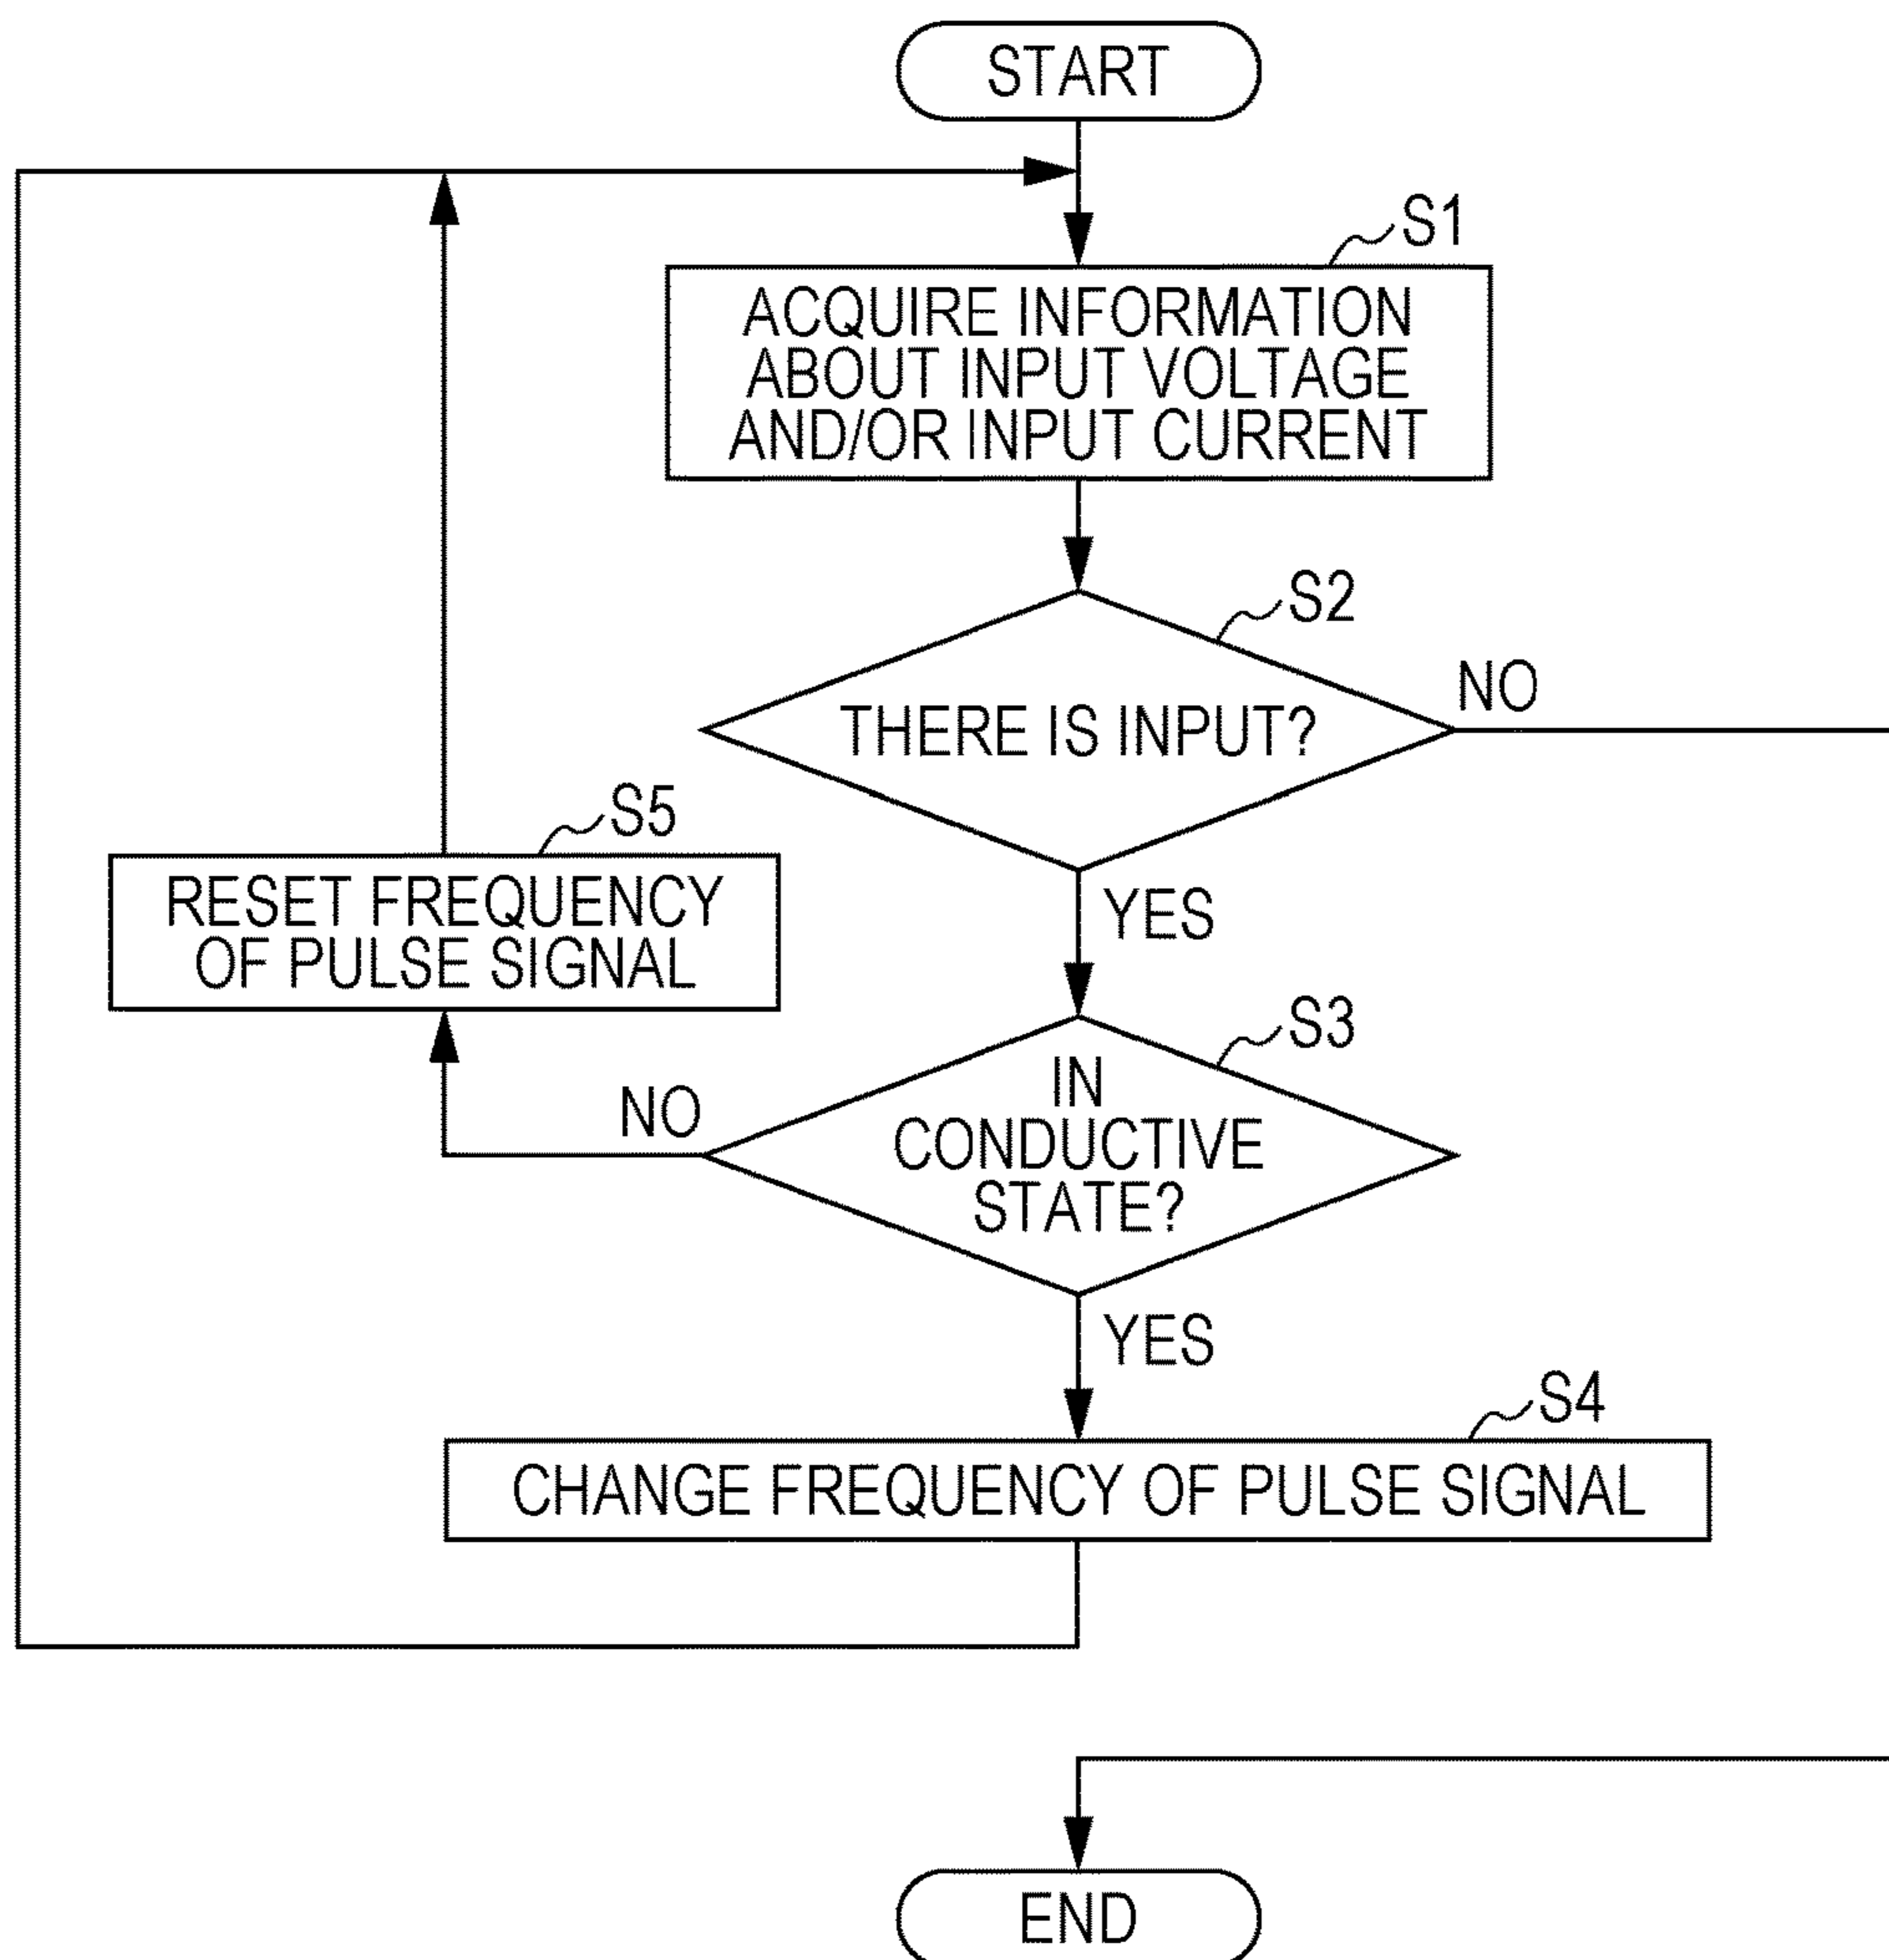 START
S1
ACQUIRE INFORMATION
ABOUT INPUT VOLTAGE
AND/OR INPUT CURRENT
S2
THERE IS INPUT?
NO
YES
S5
RESET FREQUENCY
OF PULSE SIGNAL
S3
IN
CONDUCTIVE
STATE?
NO
YES
S4
CHANGE FREQUENCY OF PULSE SIGNAL
END